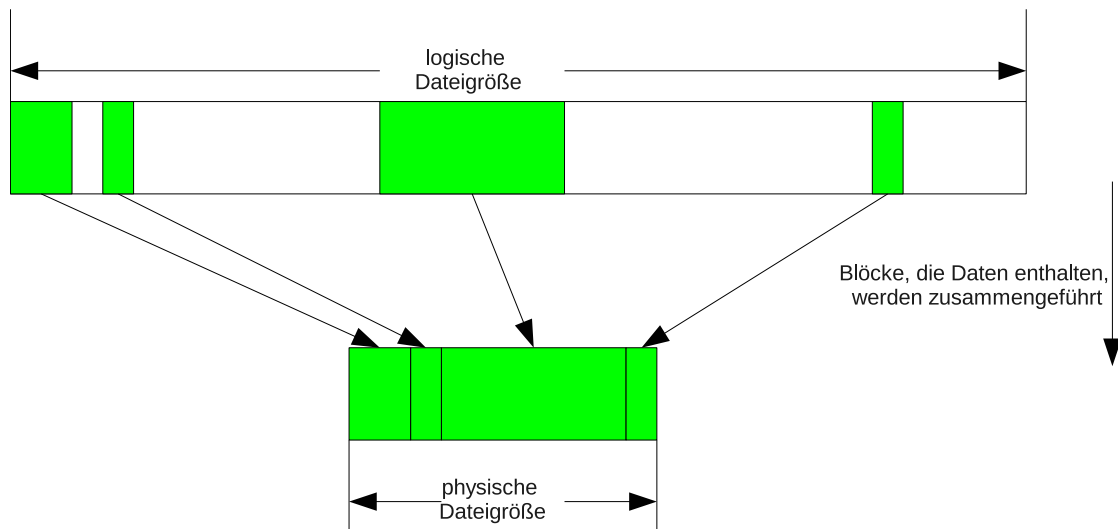 logische
Dateigröße
Blöcke, die Daten enthalten,
werden zusammengeführt
physische
Dateigröße